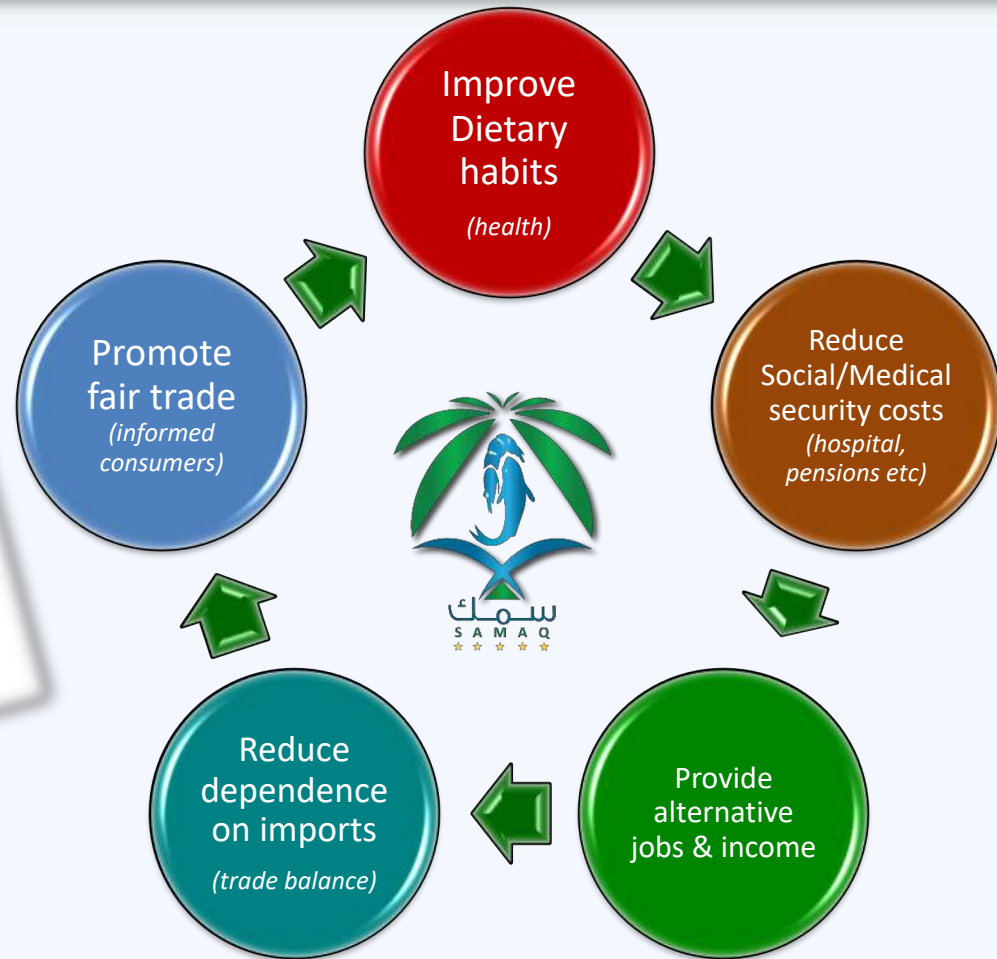 Improve
Dietary
habits
(health)
Reduce
Social/Medical
security costs
(hospital,
pensions etc)
Provide
alternative
jobs & income
Reduce
dependence
on imports
(trade balance)
Promote
fair trade
(informed
consumers)
سمك
SAMAQ